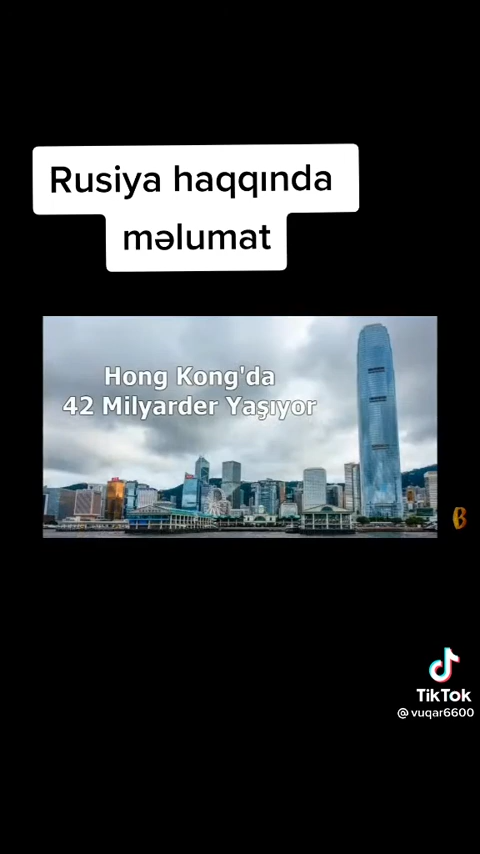 Rusiya haqqında
məlumat
Hong Kong'da
42 Milyarder Yaşıyor
B
TikTok
@vuqar6600